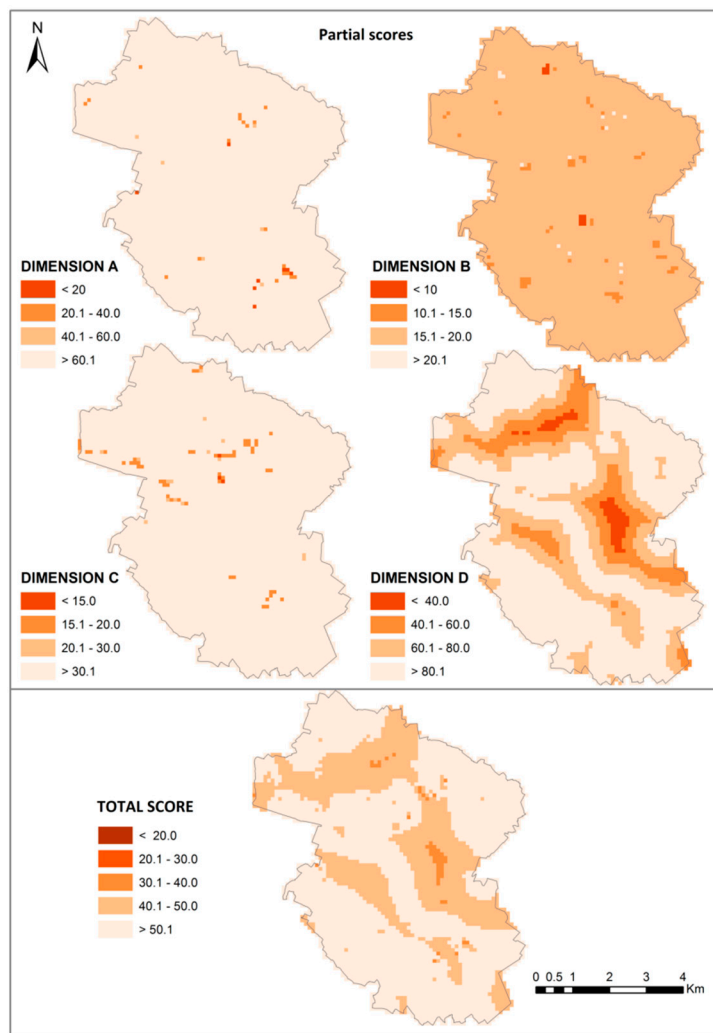 N
Partial scores
DIMENSION A
< 20
20.1 - 40.0
40.1 - 60.0
> 60.1
DIMENSION B
< 10
10.1 - 15.0
15.1 - 20.0
> 20.1
DIMENSION C
< 15.0
15.1 - 20.0
20.1 - 30.0
> 30.1
DIMENSION D
< 40.0
40.1 - 60.0
60.1 - 80.0
> 80.1
TOTAL SCORE
< 20.0
20.1 - 30.0
30.1 - 40.0
40.1 - 50.0
> 50.1
0 0.5 1 2 3 4
Km